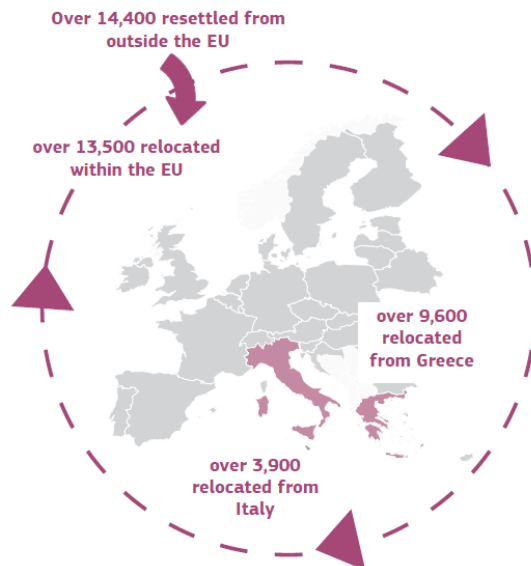 Over 14,400 resettled from
outside the EU
over 13,500 relocated
within the EU
over 9,600
relocated
from Greece
over 3,900
relocated from
Italy